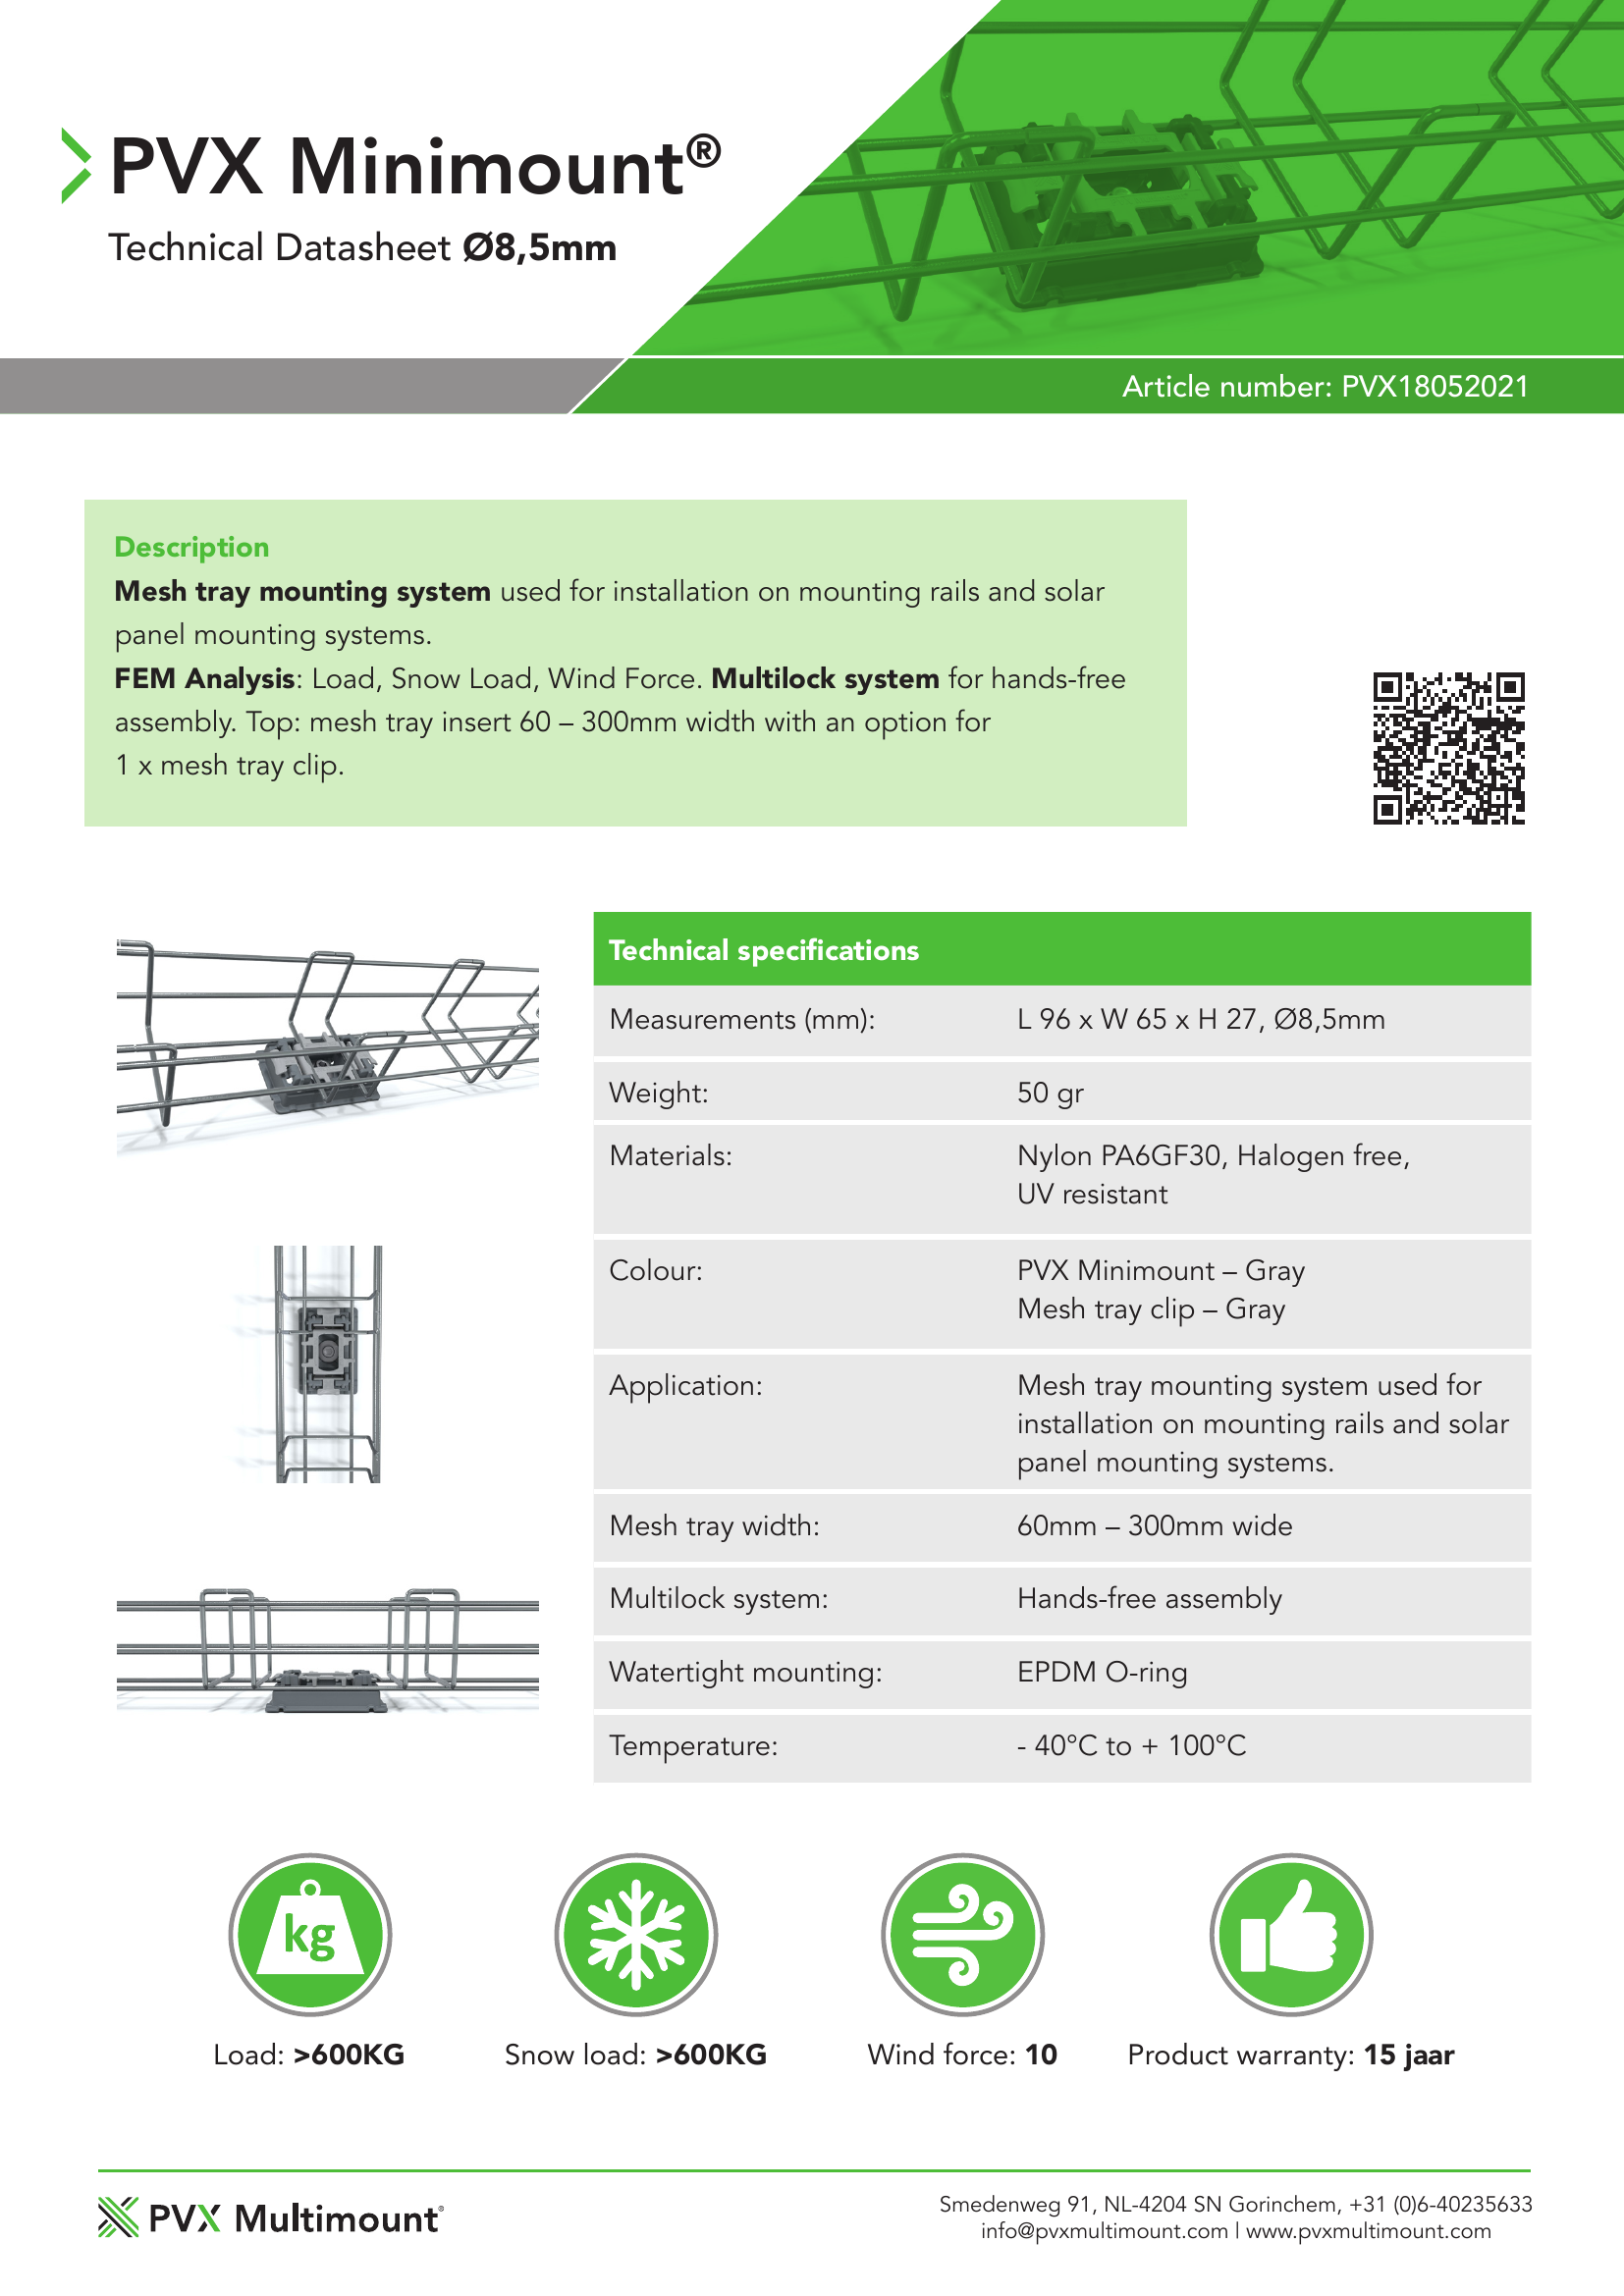 PVX Minimount®
Technical Datasheet Ø8,5mm
Article number: PVX18052021
Description
Mesh tray mounting system used for installation on mounting rails and solar
panel mounting systems.
FEM Analysis: Load, Snow Load, Wind Force. Multilock system for hands-free
assembly. Top: mesh tray insert 60 – 300mm width with an option for
1 x mesh tray clip.
Technical specifications
Measurements (mm): L 96 x W 65 x H 27, Ø8,5mm
Weight: 50 gr
Materials: Nylon PA6GF30, Halogen free,
UV resistant
Colour: PVX Minimount – Gray
Mesh tray clip – Gray
Application: Mesh tray mounting system used for
installation on mounting rails and solar
panel mounting systems.
Mesh tray width: 60mm – 300mm wide
Multilock system: Hands-free assembly
Watertight mounting: EPDM O-ring
Temperature: - 40°C to + 100°C
kg
Load: >600KG
Snow load: >600KG
Wind force: 10
Product warranty: 15 jaar
PVX Multimount®
Smedenweg 91, NL-4204 SN Gorinchem, +31 (0)6-40235633
info@pvxmultimount.com | www.pvxmultimount.com